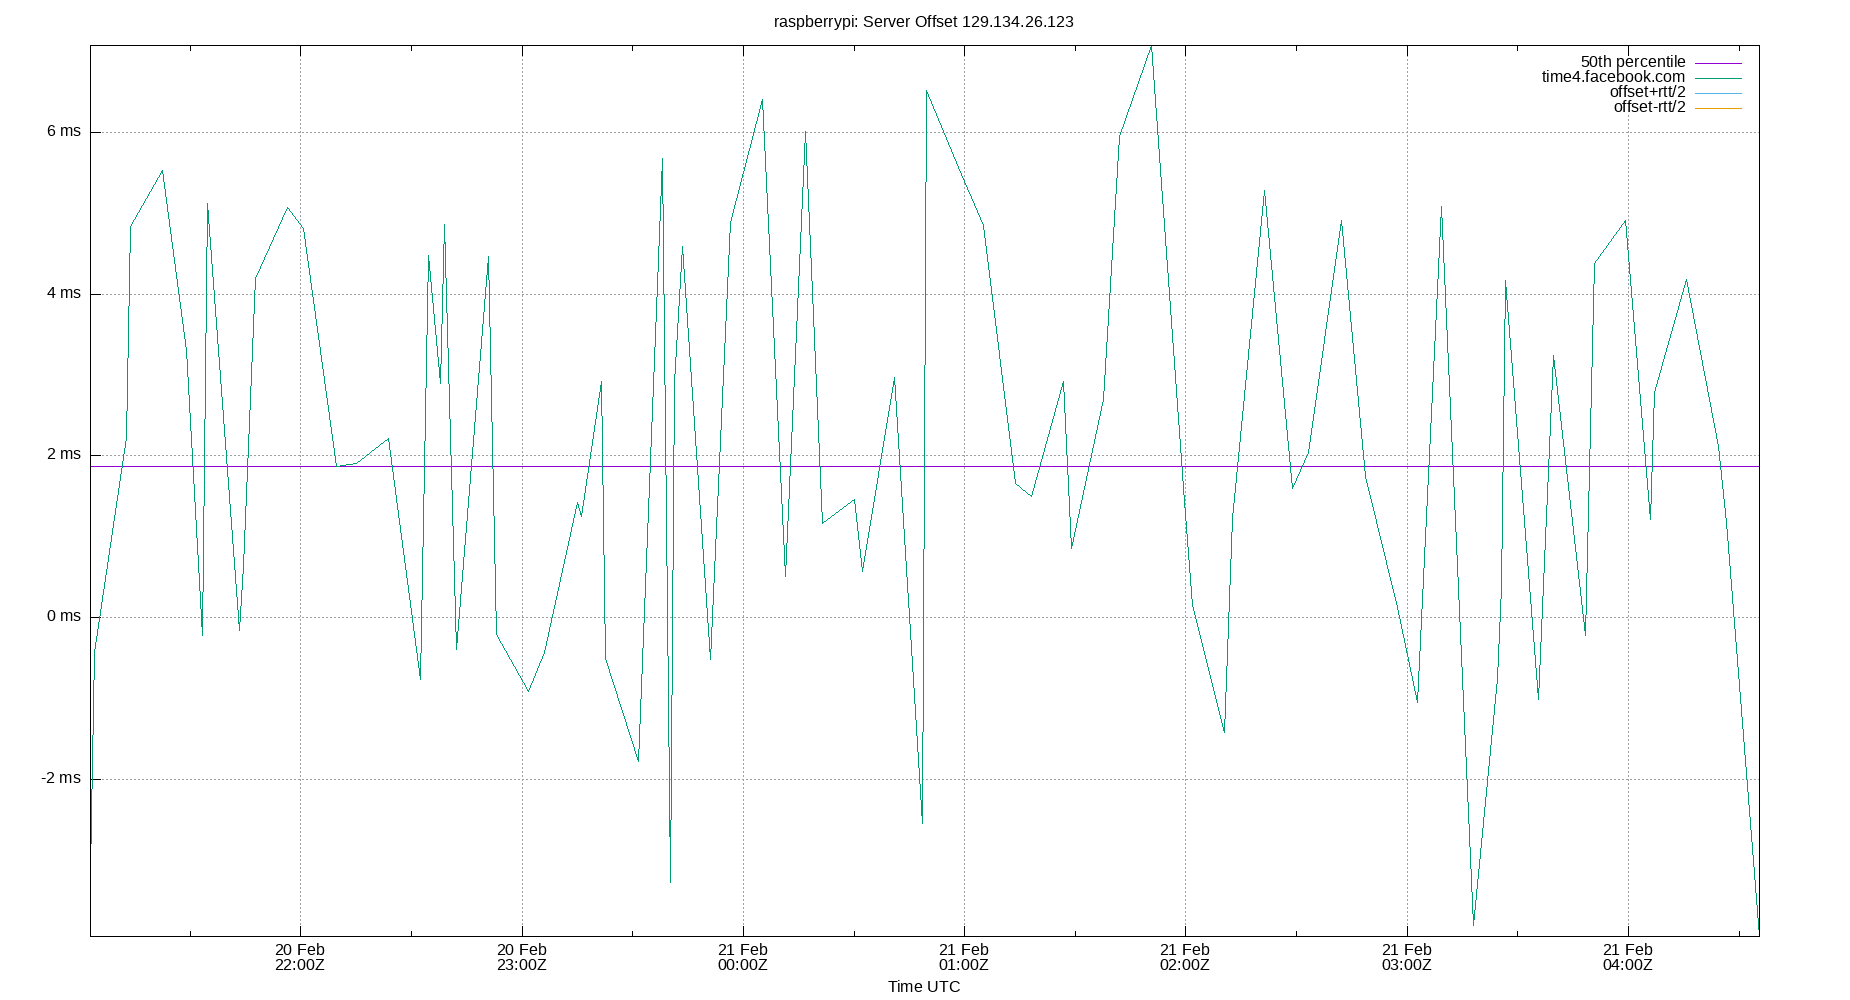 raspberrypi: Server Offset 129.134.26.123
50th percentile
time4.facebook.com
offset+rtt/2
offset-rtt/2
6 ms
4 ms
2 ms
0 ms
-2 ms
20 Feb 20 Feb 21 Feb 21 Feb 21 Feb 21 Feb 21 Feb
22:00Z 23:00Z 00:00Z 01:00Z 02:00Z 03:00Z 04:00Z
Time UTC